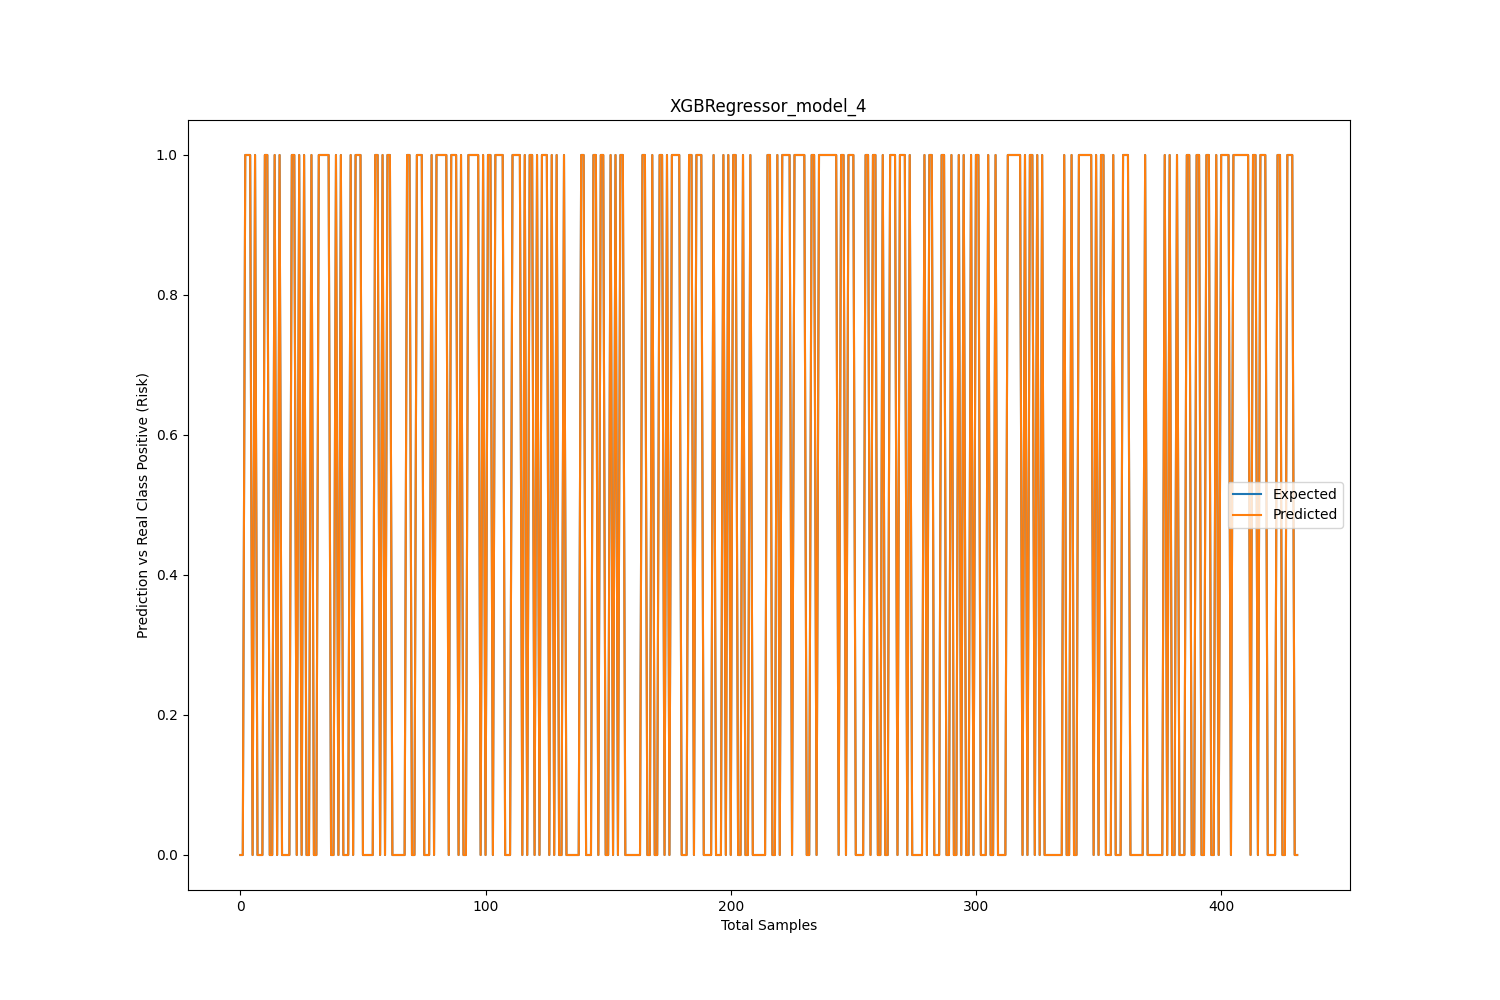 XGBRegressor_model_4
1.0
0.8
0.6
0.4
0.2
0.0
Prediction vs Real Class Positive (Risk)
Expected
Predicted
0 100 200 300 400
Total Samples